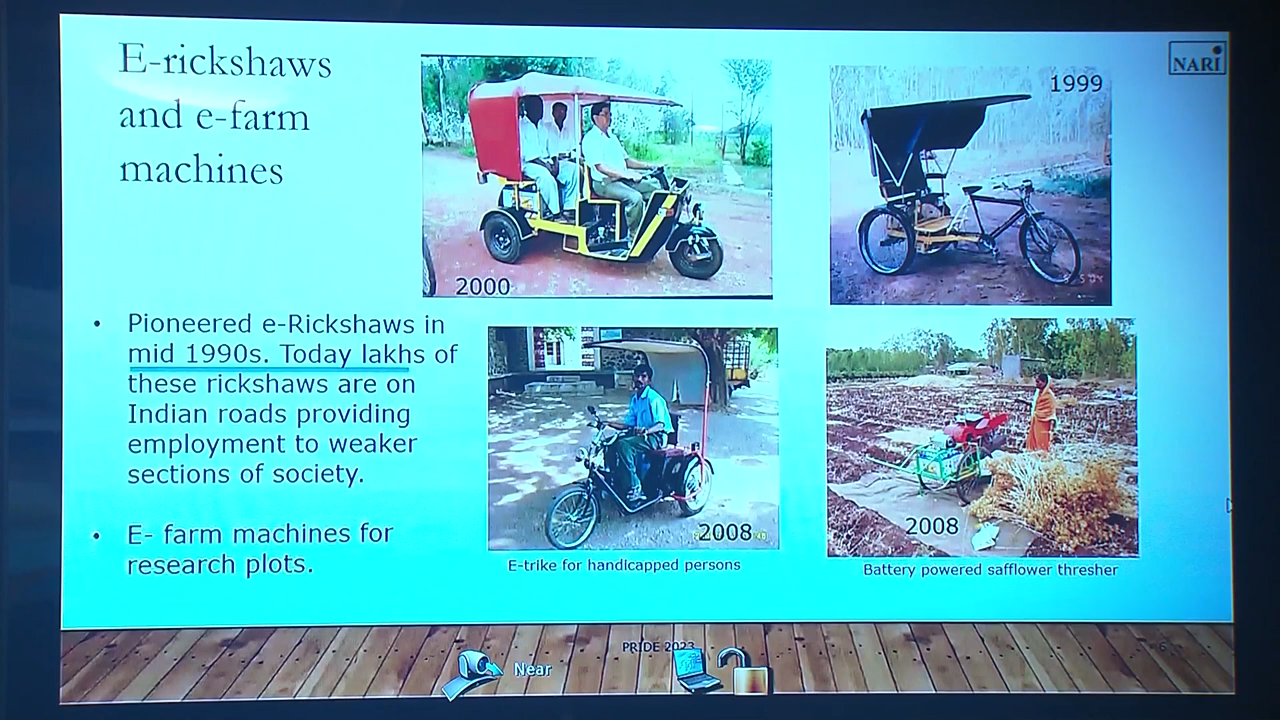 E-rickshaws
and e-farm
machines
NARI
1999
2000
• Pioneered e-Rickshaws in
mid 1990s. Today lakhs of
these rickshaws are on
Indian roads providing
employment to weaker
sections of society.
• E- farm machines for
research plots.
2008
E-trike for handicapped persons
2008
Battery powered safflower thresher
PRIDE 2023
Near